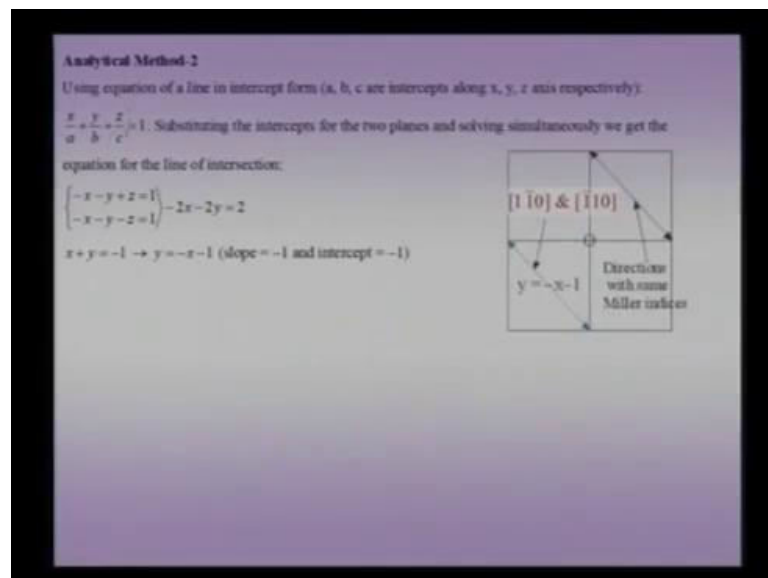 Analytical Method-2
Using equation of a line in intercept form (a, b, c are intercepts along x, y, z axis respectively):
x/a + y/b + z/c = 1. Substituting the intercepts for the two planes and solving simultaneously we get the
equation for the line of intersection:
{-x-y+z=1
-x-y-z=1} -2x-2y=2
x+y=-1 → y=-x-1 (slope = -1 and intercept = -1)
[1 1̄0] & [1̄10]
y = -x-1
Directions
with same
Miller indices